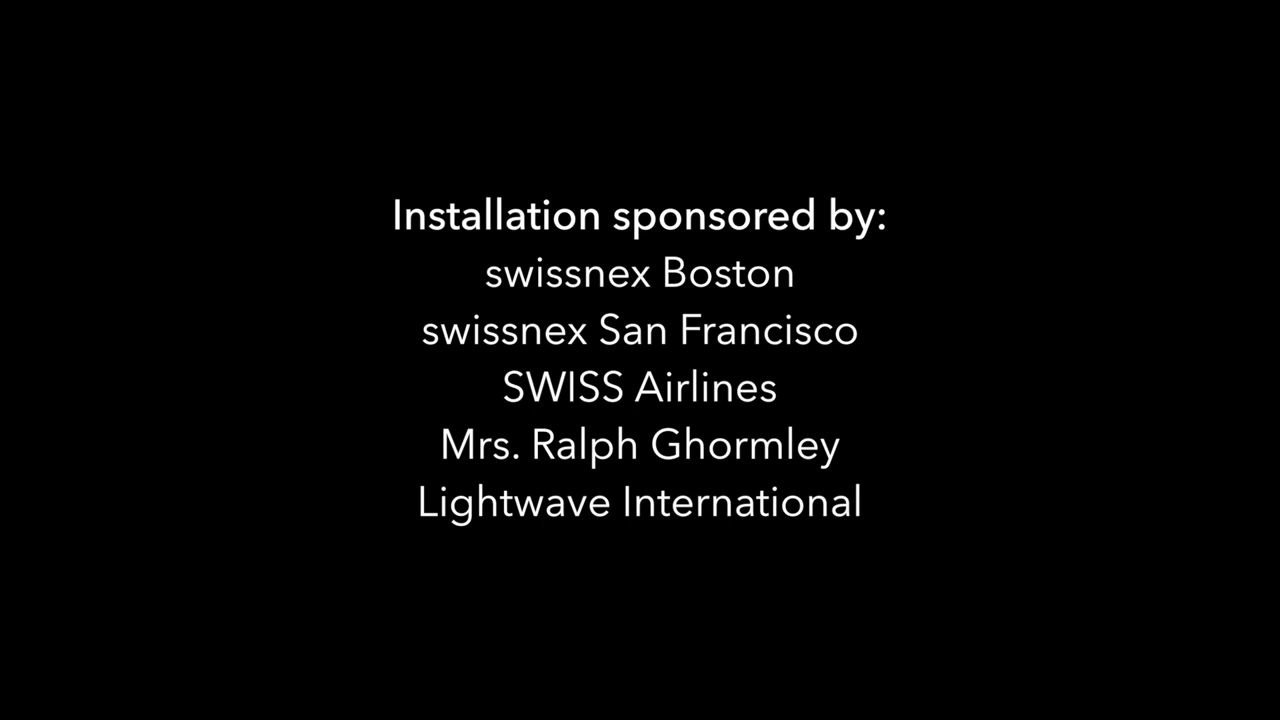 Installation sponsored by:
swissnex Boston
swissnex San Francisco
SWISS Airlines
Mrs. Ralph Ghormley
Lightwave International